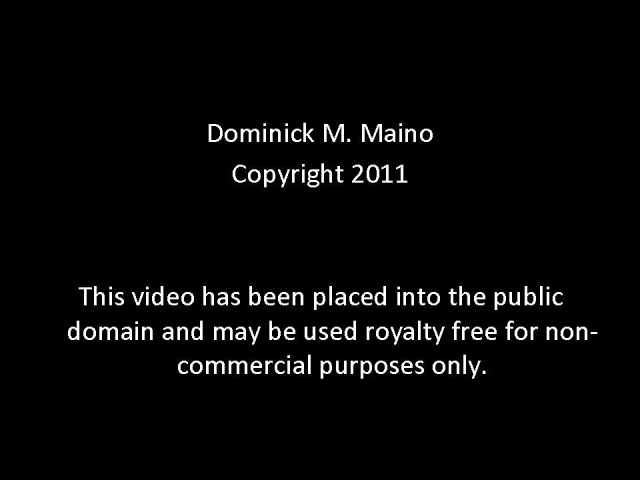 Dominick M. Maino
Copyright 2011
This video has been placed into the public
domain and may be used royalty free for non-
commercial purposes only.